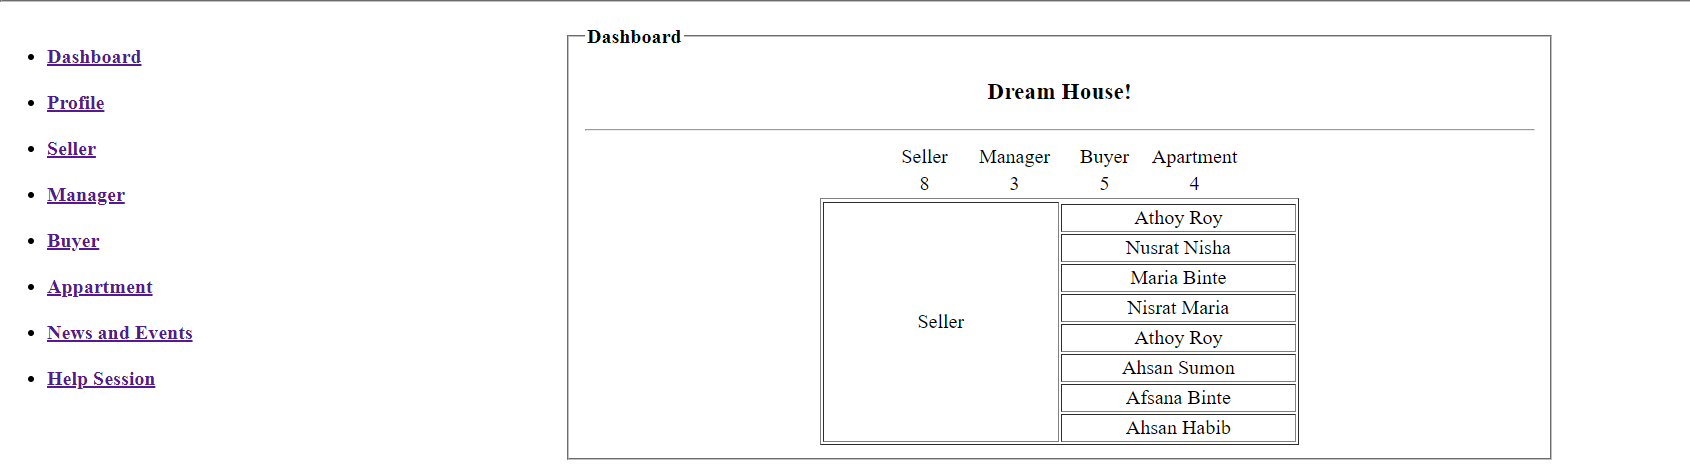 Dashboard
Profile
Seller
Manager
Buyer
Appartment
News and Events
Help Session
Dashboard
Dream House!
Seller Manager Buyer Apartment
8 3 5 4
Seller
Athoy Roy
Nusrat Nisha
Maria Binte
Nisrat Maria
Athoy Roy
Ahsan Sumon
Afsana Binte
Ahsan Habib